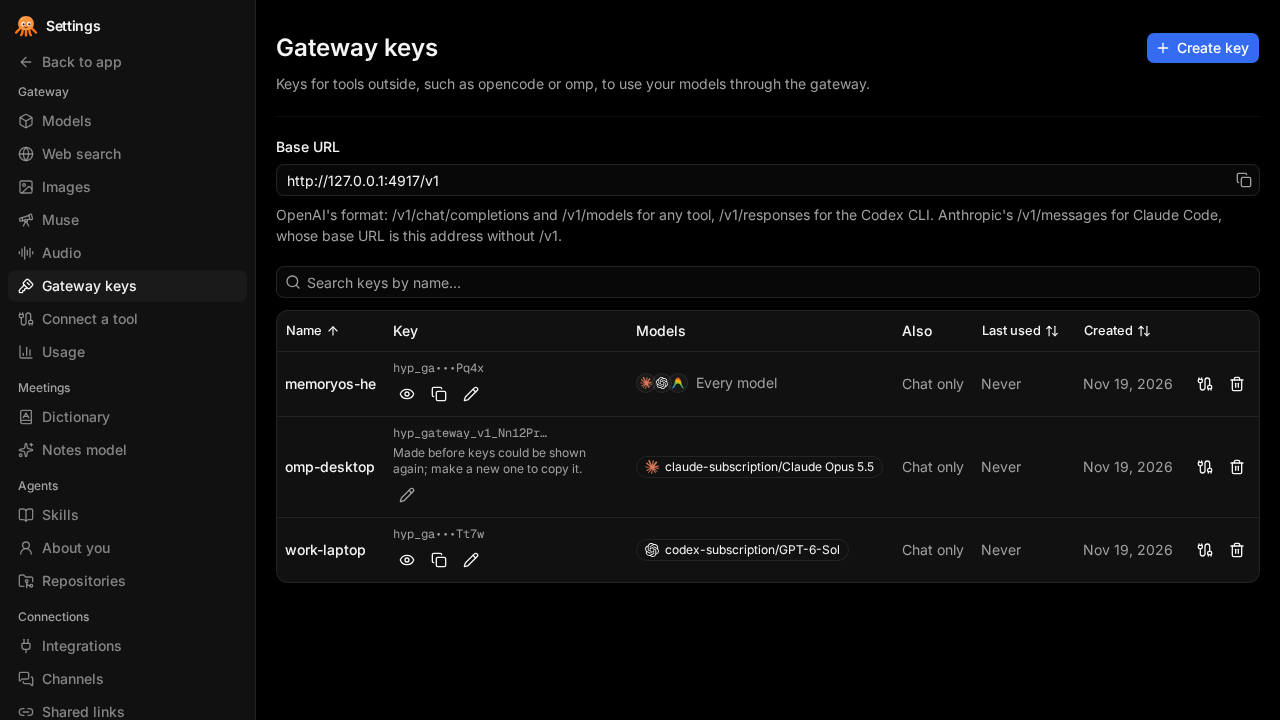 Settings
Back to app
Gateway
Models
Web search
Images
Muse
Audio
Gateway keys
Connect a tool
Usage
Meetings
Dictionary
Notes model
Agents
Skills
About you
Repositories
Connections
Integrations
Channels
Shared links
Gateway keys
Create key
Keys for tools outside, such as opencode or omp, to use your models through the gateway.
Base URL
http://127.0.0.1:4917/v1
OpenAI's format: /v1/chat/completions and /v1/models for any tool, /v1/responses for the Codex CLI. Anthropic's /v1/messages for Claude Code,
whose base URL is this address without /v1.
Search keys by name...
Name Key Models Also Last used Created
memoryos-he hyp_ga•••Pq4x Every model Chat only Never Nov 19, 2026
omp-desktop hyp_gateway_v1_Nn12Pr… claude-subscription/Claude Opus 5.5 Chat only Never Nov 19, 2026
Made before keys could be shown
again; make a new one to copy it.
work-laptop hyp_ga•••Tt7w codex-subscription/GPT-6-Sol Chat only Never Nov 19, 2026